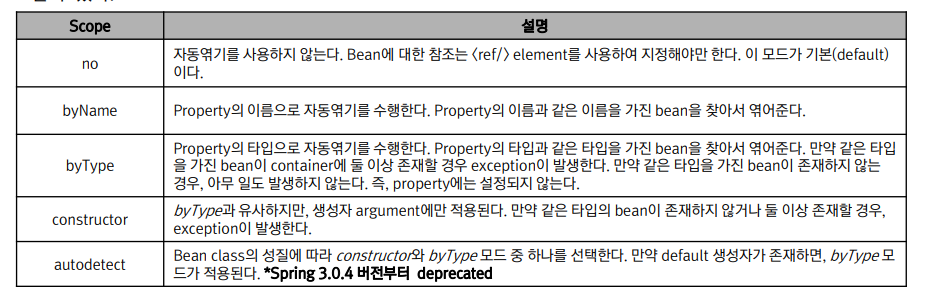 Scope
설명
no
자동엮기를 사용하지 않는다. Bean에 대한 참조는 〈ref/〉 element를 사용하여 지정해야만 한다. 이 모드가 기본(default)
이다.
byName
Property의 이름으로 자동엮기를 수행한다. Property의 이름과 같은 이름을 가진 bean을 찾아서 엮어준다.
byType
Property의 타입으로 자동엮기를 수행한다. Property의 타입과 같은 타입을 가진 bean을 찾아서 엮어준다. 만약 같은 타입
을 가진 bean이 container에 둘 이상 존재할 경우 exception이 발생한다. 만약 같은 타입을 가진 bean이 존재하지 않는
경우, 아무 일도 발생하지 않는다. 즉, property에는 설정되지 않는다.
constructor
byType과 유사하지만, 생성자 argument에만 적용된다. 만약 같은 타입의 bean이 존재하지 않거나 둘 이상 존재할 경우,
exception이 발생한다.
autodetect
Bean class의 성질에 따라 constructor와 byType 모드 중 하나를 선택한다. 만약 default 생성자가 존재하면, byType 모
드가 적용된다. *Spring 3.0.4 버전부터 deprecated